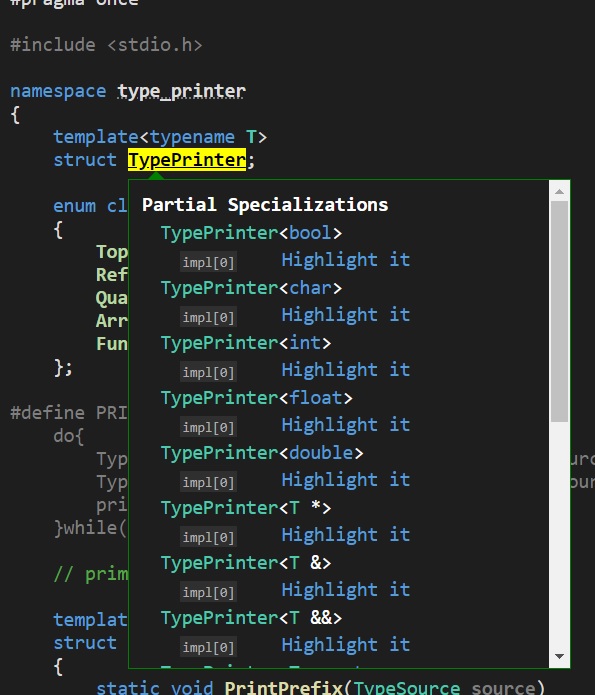 #pragma once
#include <stdio.h>
namespace type_printer
{
template<typename T>
struct TypePrinter;
enum cl
{
Top
Ref
Qua
Arr
Fun
};
#define PRI
do{
Typ
Typ
pri
}while(
// prim
templat
struct
{
static void PrintPrefix(TypeSource source)
Partial Specializations
TypePrinter<bool>
impl[0] Highlight it
TypePrinter<char>
impl[0] Highlight it
TypePrinter<int>
impl[0] Highlight it
TypePrinter<float>
impl[0] Highlight it
TypePrinter<double>
impl[0] Highlight it
TypePrinter<T *>
impl[0] Highlight it
TypePrinter<T &>
impl[0] Highlight it
TypePrinter<T &&>
impl[0] Highlight it